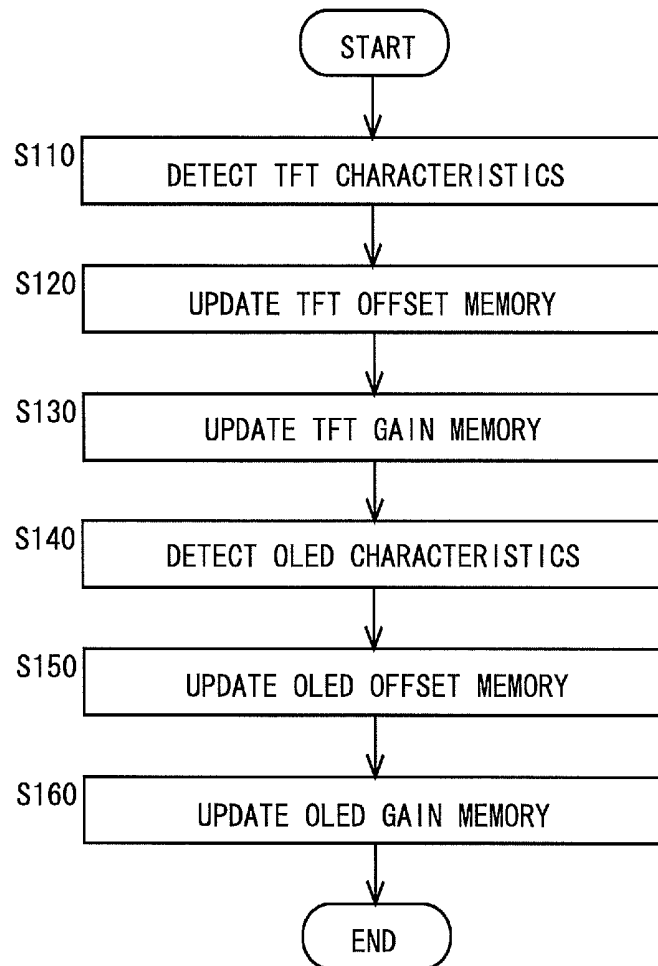 START
S110
DETECT TFT CHARACTERISTICS
S120
UPDATE TFT OFFSET MEMORY
S130
UPDATE TFT GAIN MEMORY
S140
DETECT OLED CHARACTERISTICS
S150
UPDATE OLED OFFSET MEMORY
S160
UPDATE OLED GAIN MEMORY
END